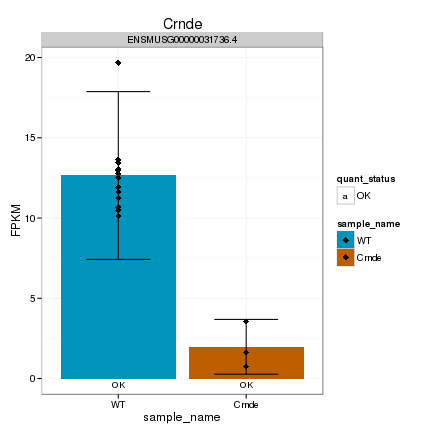 Crnde
ENSMUSG00000031736.4
20
15
10
5
0
FPKM
OK
OK
WT
Crnde
sample_name
quant_status
a OK
sample_name
WT
Crnde